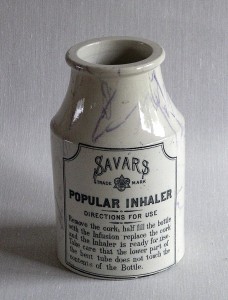 SAVARS
TRADE MARK
POPULAR INHALER
DIRECTIONS FOR USE
Remove the cork, half fill the bottle
with the Infusion replace the cork
and the Inhaler is ready for use.
Take care that the lower part of
the bent tube does not touch the
contents of the Bottle.